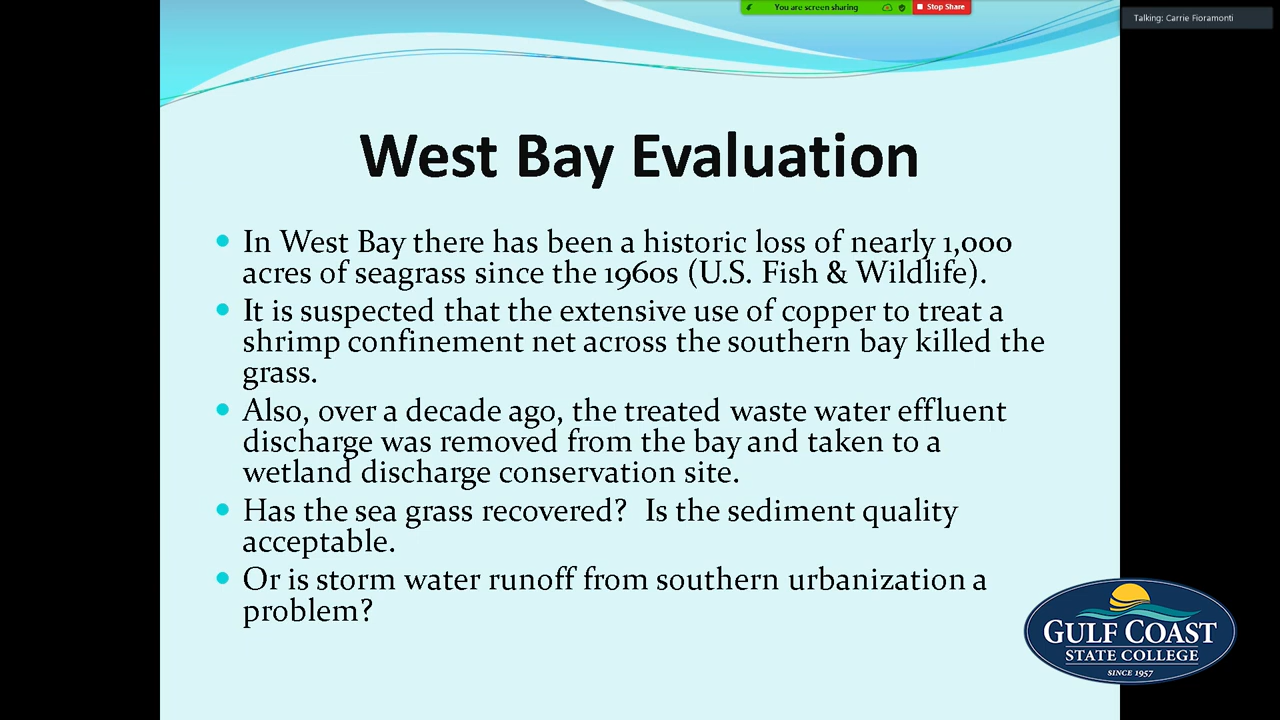 You are screen sharing
Stop Share
Talking: Carrie Fioramonti
West Bay Evaluation
• In West Bay there has been a historic loss of nearly 1,000
acres of seagrass since the 1960s (U.S. Fish & Wildlife).
• It is suspected that the extensive use of copper to treat a
shrimp confinement net across the southern bay killed the
grass.
• Also, over a decade ago, the treated waste water effluent
discharge was removed from the bay and taken to a
wetland discharge conservation site.
• Has the sea grass recovered?  Is the sediment quality
acceptable.
• Or is storm water runoff from southern urbanization a
problem?
GULF COAST
STATE COLLEGE
SINCE 1957